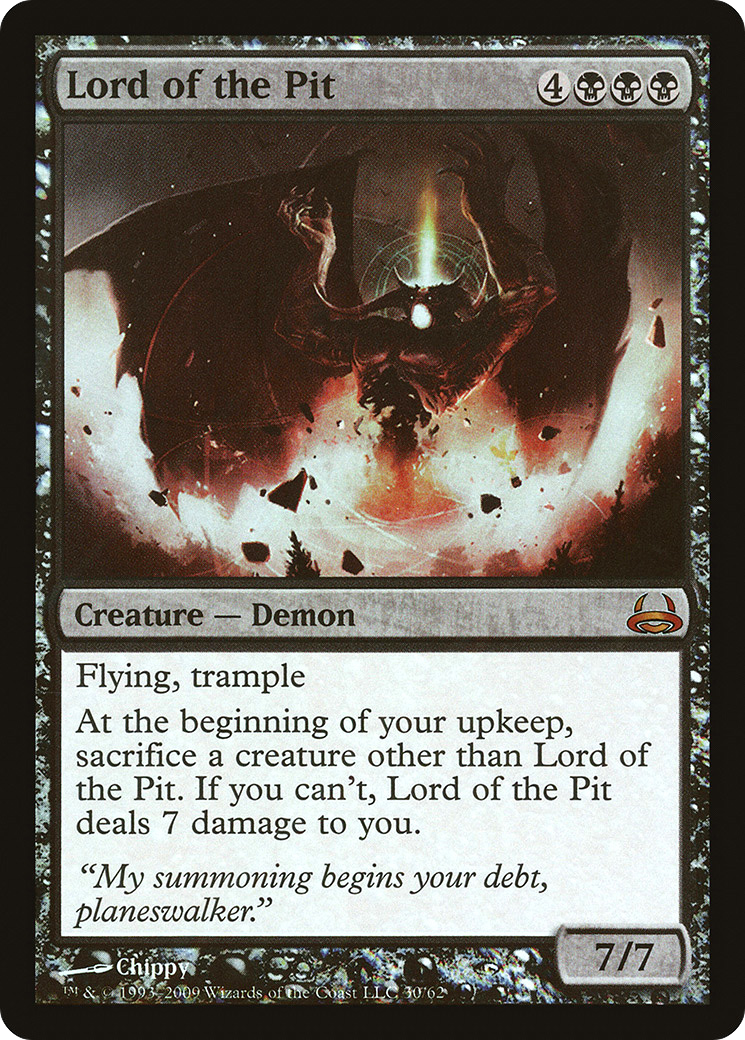 Lord of the Pit 4
Creature — Demon
Flying, trample
At the beginning of your upkeep,
sacrifice a creature other than Lord of
the Pit. If you can't, Lord of the Pit
deals 7 damage to you.
“My summoning begins your debt,
planeswalker.”
7/7
Chippy
™ & © 1993–2009 Wizards of the Coast LLC 30/62